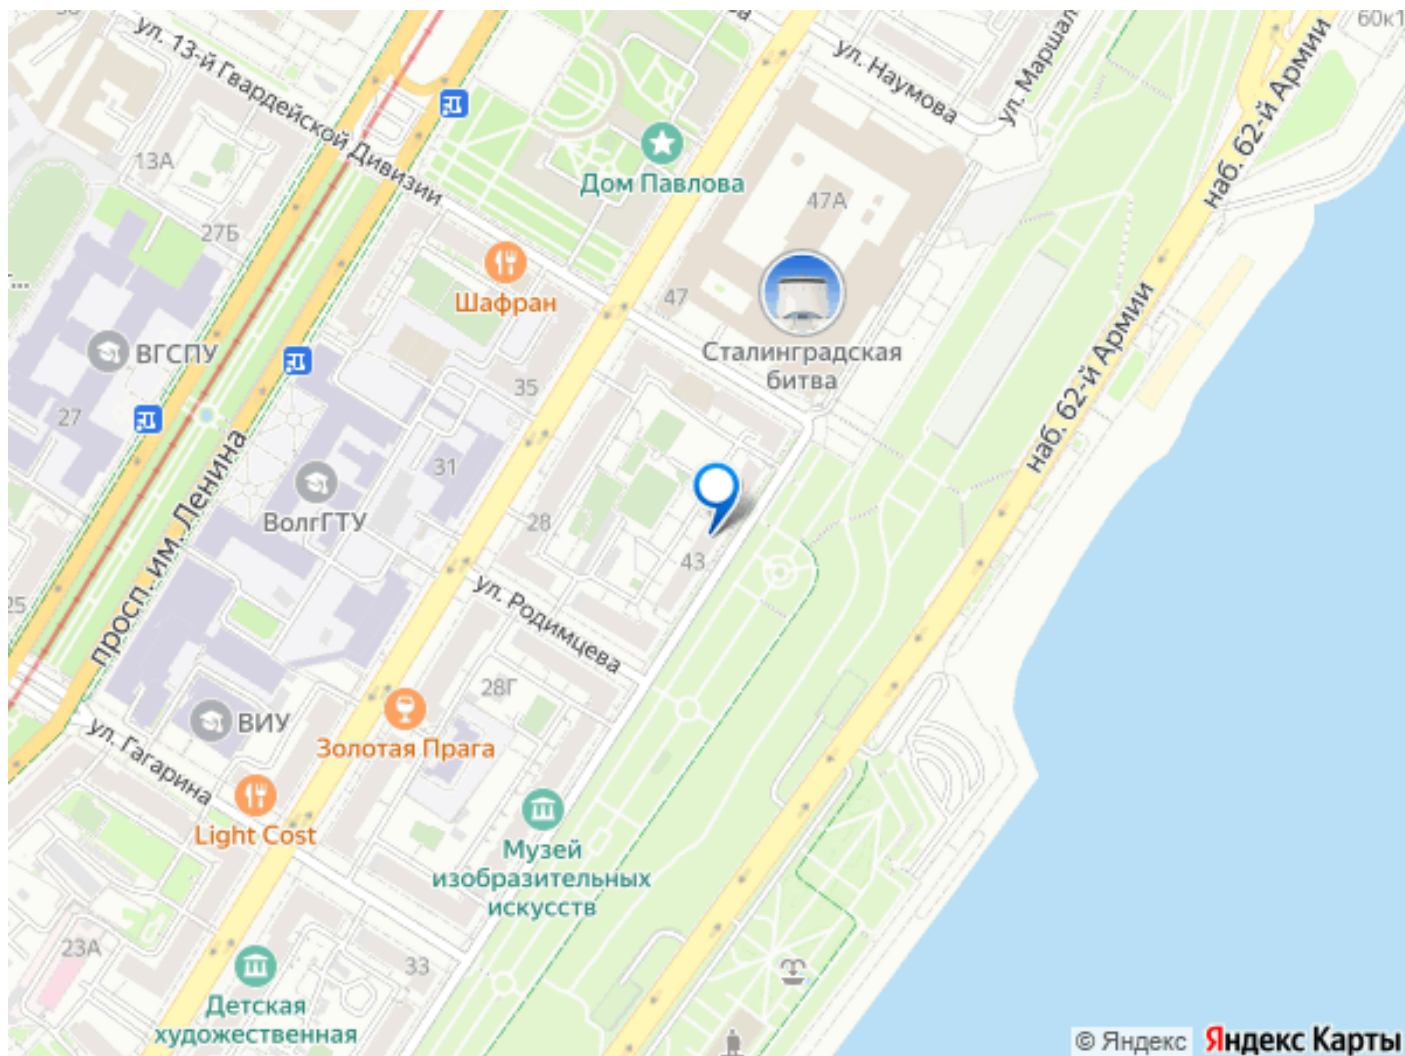 60к1
ул. 13-й Гвардейской Дивизии
ул. Наумова
ул. Маршал
наб. 62-й Армии
13А
Дом Павлова
47А
27Б
Шафран
47
ВГСПУ
Сталинградская
битва
наб. 62-й Армии
35
27
31
просп. им. Ленина
ВолгГТУ
28
43
25
ул. Родимцева
28Г
ВИУ
ул. Гагарина
Золотая Прага
Light Cost
Музей
изобразительных
искусств
23А
33
Детская
художественная
© Яндекс Яндекс Карты